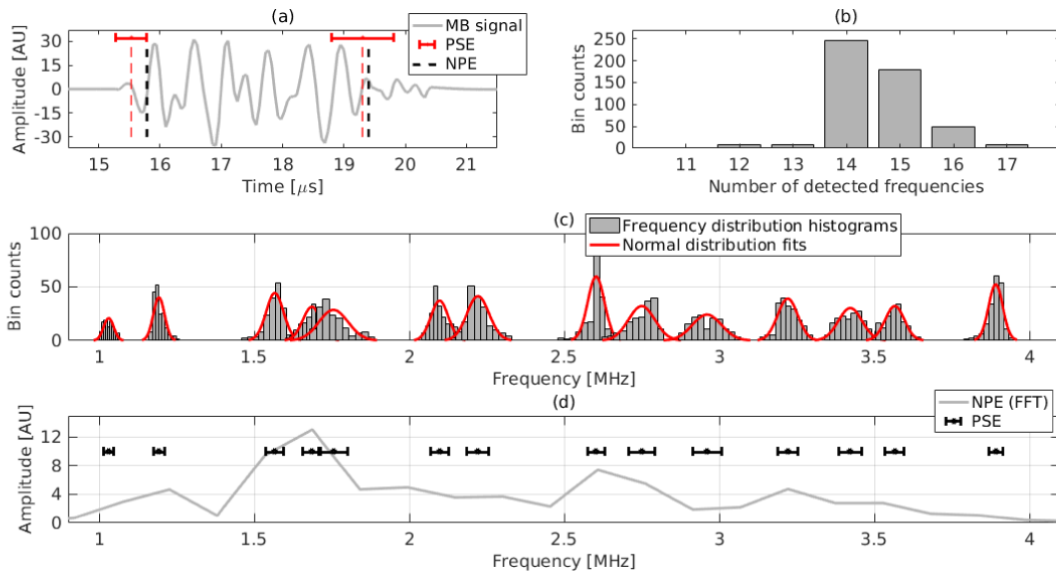 (a)
Amplitude [AU]
30
15
0
-15
-30
15 16 17 18 19 20 21
Time [μs]
MB signal
PSE
NPE
(b)
Bin counts
250
200
150
100
50
0
11 12 13 14 15 16 17
Number of detected frequencies
(c)
Bin counts
100
50
0
1 1.5 2 2.5 3 3.5 4
Frequency [MHz]
Frequency distribution histograms
Normal distribution fits
(d)
Amplitude [AU]
12
8
4
0
1 1.5 2 2.5 3 3.5 4
Frequency [MHz]
NPE (FFT)
PSE